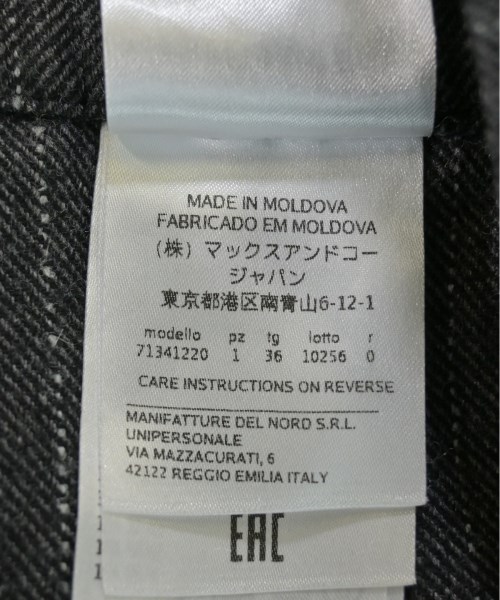 MADE IN MOLDOVA
FABRICADO EM MOLDOVA
(株) マックスアンドコー
ジャパン
東京都港区南青山6-12-1
modello pz tg lotto r
71341220 1 36 10256 0
CARE INSTRUCTIONS ON REVERSE
MANIFATTURE DEL NORD S.R.L.
UNIPERSONALE
VIA MAZZACURATI, 6
42122 REGGIO EMILIA ITALY
EAC